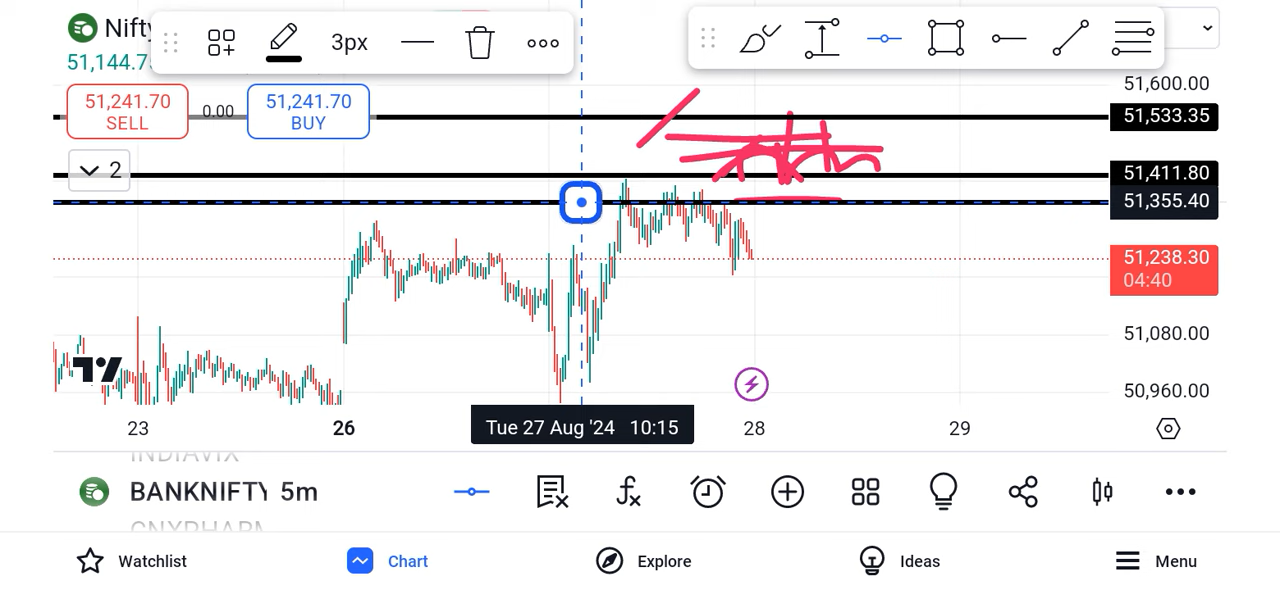 Nifty
3px
51,144.7
51,241.70
SELL
0.00
51,241.70
BUY
2
51,600.00
51,533.35
51,411.80
51,355.40
51,238.30
04:40
51,080.00
50,960.00
23
26
Tue 27 Aug '24 10:15
28
29
INDIAVIX
BANKNIFTY 5m
CNXPHARM
Watchlist
Chart
Explore
Ideas
Menu